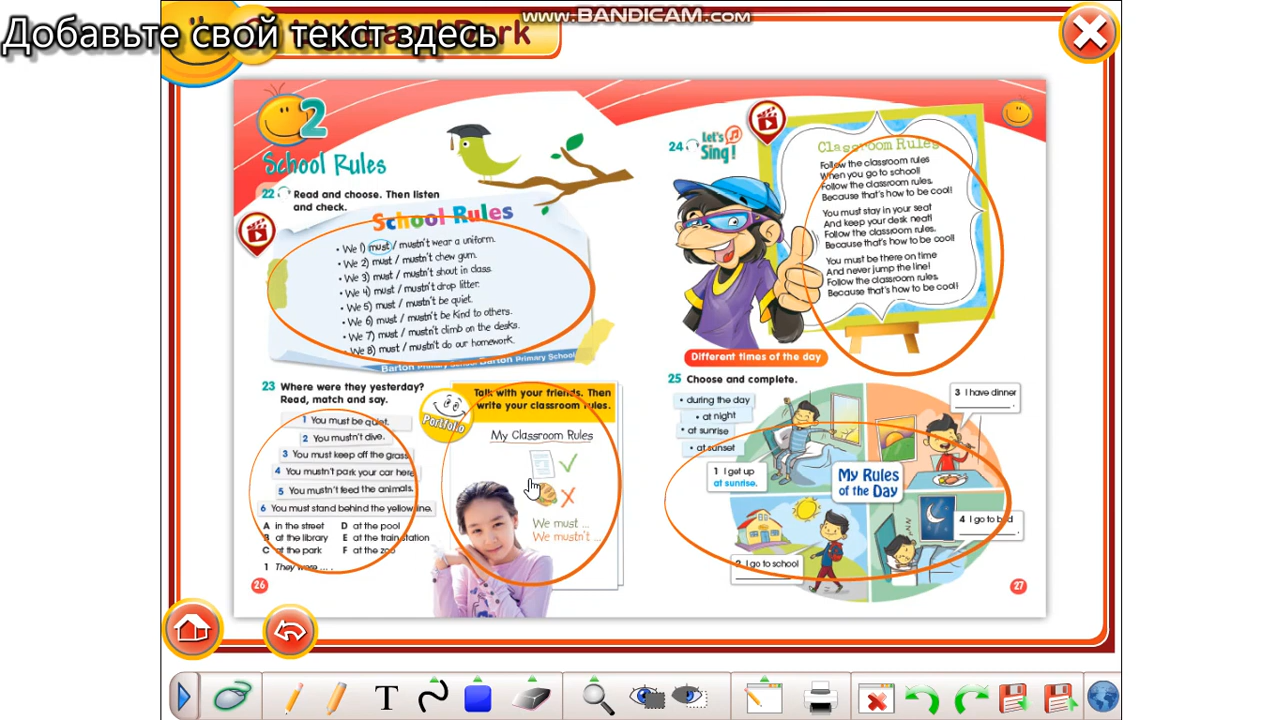 www.BANDICAM.com
Добавьте свой текст здесь
2
School Rules
22 Read and choose. Then listen
and check.
School Rules
• We 1) must / mustn't wear a uniform.
• We 2) must / mustn't chew gum.
• We 3) must / mustn't shout in class.
• We 4) must / mustn't drop litter.
• We 5) must / mustn't be quiet.
• We 6) must / mustn't be kind to others.
• We 7) must / mustn't climb on the desks.
• We 8) must / mustn't do our homework.
Barton Primary School Barton Primary School
23 Where were they yesterday?
Read, match and say.
1 You must be quiet.
2 You mustn't dive.
3 You must keep off the grass.
4 You mustn't park your car here.
5 You mustn't feed the animals.
6 You must stand behind the yellow line.
A in the street D at the pool
B at the library E at the train station
C at the park F at the zoo
1 They were ... .
26
Portfolio
Talk with your friends. Then
write your classroom rules.
My Classroom Rules
We must ...
We mustn't ...
24 Let's
Sing!
Classroom Rules
Follow the classroom rules
When you go to school!
Follow the classroom rules,
Because that's how to be cool!
You must stay in your seat
And keep your desk neat!
Follow the classroom rules,
Because that's how to be cool!
You must be there on time
And never jump the line!
Follow the classroom rules,
Because that's how to be cool!
Different times of the day
25 Choose and complete.
• during the day
• at night
• at sunrise
• at sunset
1 I get up
at sunrise.
My Rules
of the Day
3 I have dinner
.
2 I go to school
.
4 I go to bed
.
27
T